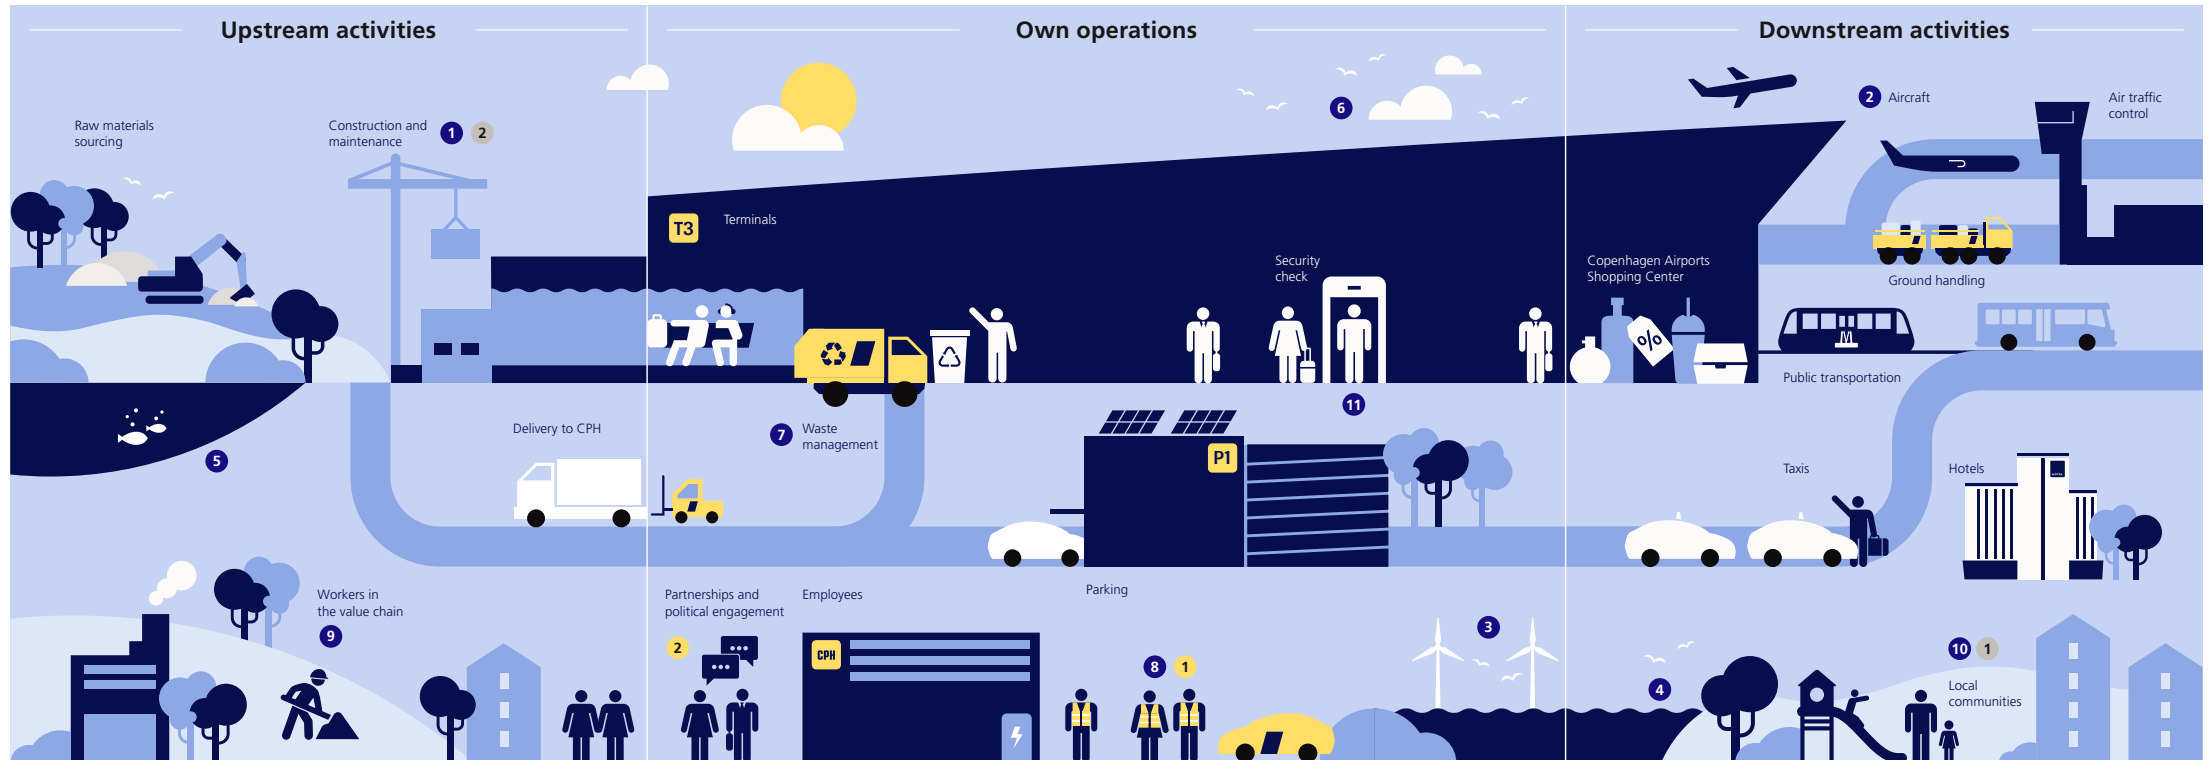 Upstream activities
Own operations
Downstream activities
Raw materials
sourcing
Construction and
maintenance
1
2
6
2
Aircraft
Air traffic
control
T3
Terminals
Security
check
Copenhagen Airports
Shopping Center
%
Ground handling
M
Public transportation
5
Delivery to CPH
7
Waste
management
11
P1
Taxis
Hotels
Workers in
the value chain
9
Partnerships and
political engagement
2
Employees
CPH
Parking
8
1
3
4
10
1
Local
communities